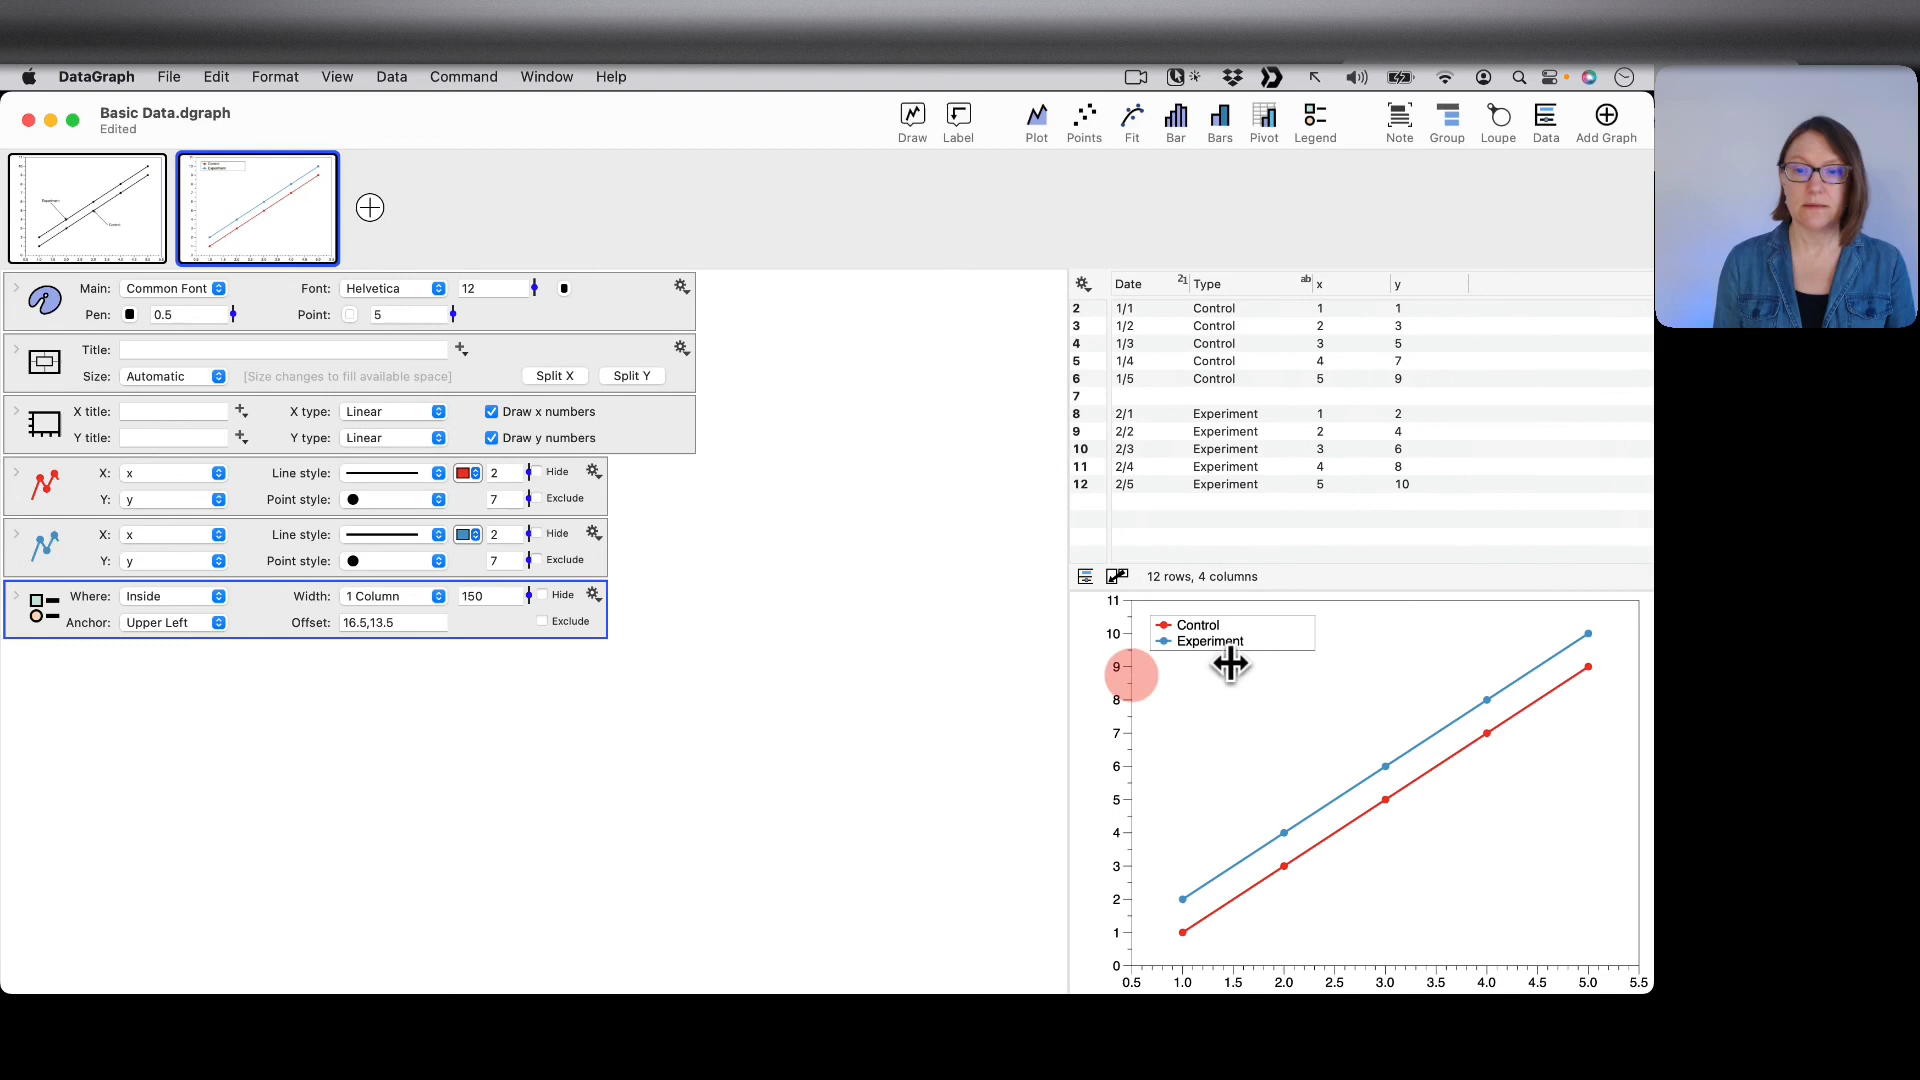 DataGraph File Edit Format View Data Command Window Help
Basic Data.dgraph
Edited
Draw Label Plot Points Fit Bar Bars Pivot Legend Note Group Loupe Data Add Graph
Experiment
Control
Control
Experiment
Main: Common Font Font: Helvetica 12
Pen: 0.5 Point: 5
Title:
Size: Automatic [Size changes to fill available space] Split X Split Y
X title: X type: Linear Draw x numbers
Y title: Y type: Linear Draw y numbers
X: x Line style: 2 Hide
Y: y Point style: 7 Exclude
X: x Line style: 2 Hide
Y: y Point style: 7 Exclude
Where: Inside Width: 1 Column 150 Hide
Anchor: Upper Left Offset: 16.5,13.5 Exclude
Date 21 Type ab x y
2 1/1 Control 1 1
3 1/2 Control 2 3
4 1/3 Control 3 5
5 1/4 Control 4 7
6 1/5 Control 5 9
7
8 2/1 Experiment 1 2
9 2/2 Experiment 2 4
10 2/3 Experiment 3 6
11 2/4 Experiment 4 8
12 2/5 Experiment 5 10
12 rows, 4 columns
11
10
9
8
7
6
5
4
3
2
1
0
Control
Experiment
0.5 1.0 1.5 2.0 2.5 3.0 3.5 4.0 4.5 5.0 5.5